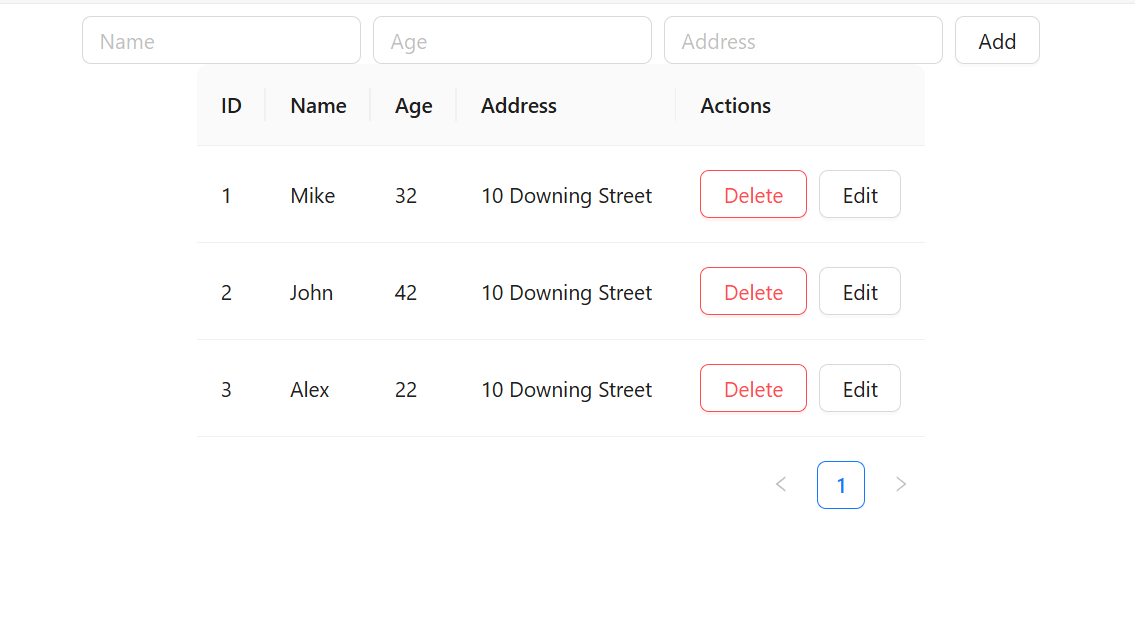 Name Age Address Add
ID Name Age Address Actions
1 Mike 32 10 Downing Street Delete Edit
2 John 42 10 Downing Street Delete Edit
3 Alex 22 10 Downing Street Delete Edit
1